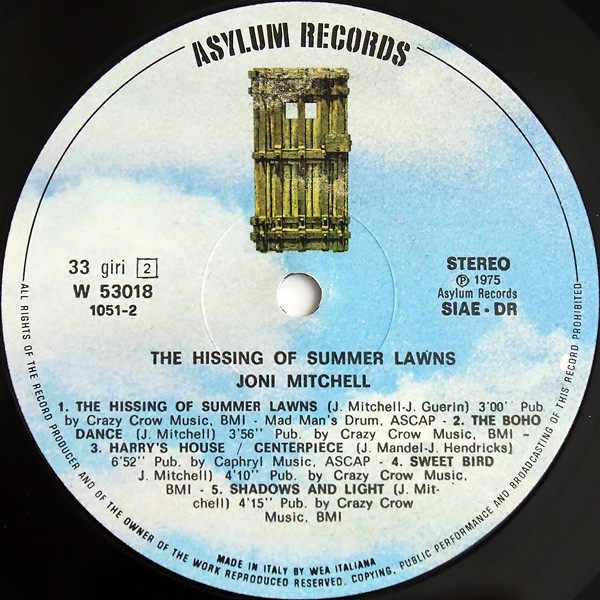 ASYLUM RECORDS
33 giri 2
W 53018
1051-2
STEREO
Ⓟ 1975
Asylum Records
SIAE - DR
THE HISSING OF SUMMER LAWNS
JONI MITCHELL
1. THE HISSING OF SUMMER LAWNS (J. Mitchell-J. Guerin) 3'00" Pub.
by Crazy Crow Music, BMI - Mad Man's Drum, ASCAP - 2. THE BOHO
DANCE (J. Mitchell) 3'56" Pub. by Crazy Crow Music, BMI -
3. HARRY'S HOUSE / CENTERPIECE (J. Mandel-J. Hendricks)
6'52" Pub. by Caphryl Music, ASCAP - 4. SWEET BIRD
J. Mitchell) 4'10" Pub. by Crazy Crow Music,
BMI - 5. SHADOWS AND LIGHT (J. Mit-
chell) 4'15" Pub. by Crazy Crow
Music, BMI
MADE IN ITALY BY WEA ITALIANA
ALL RIGHTS OF THE RECORD PRODUCER AND OF THE OWNER OF THE WORK REPRODUCED RESERVED. COPYING, PUBLIC PERFORMANCE AND BROADCASTING OF THIS RECORD PROHIBITED